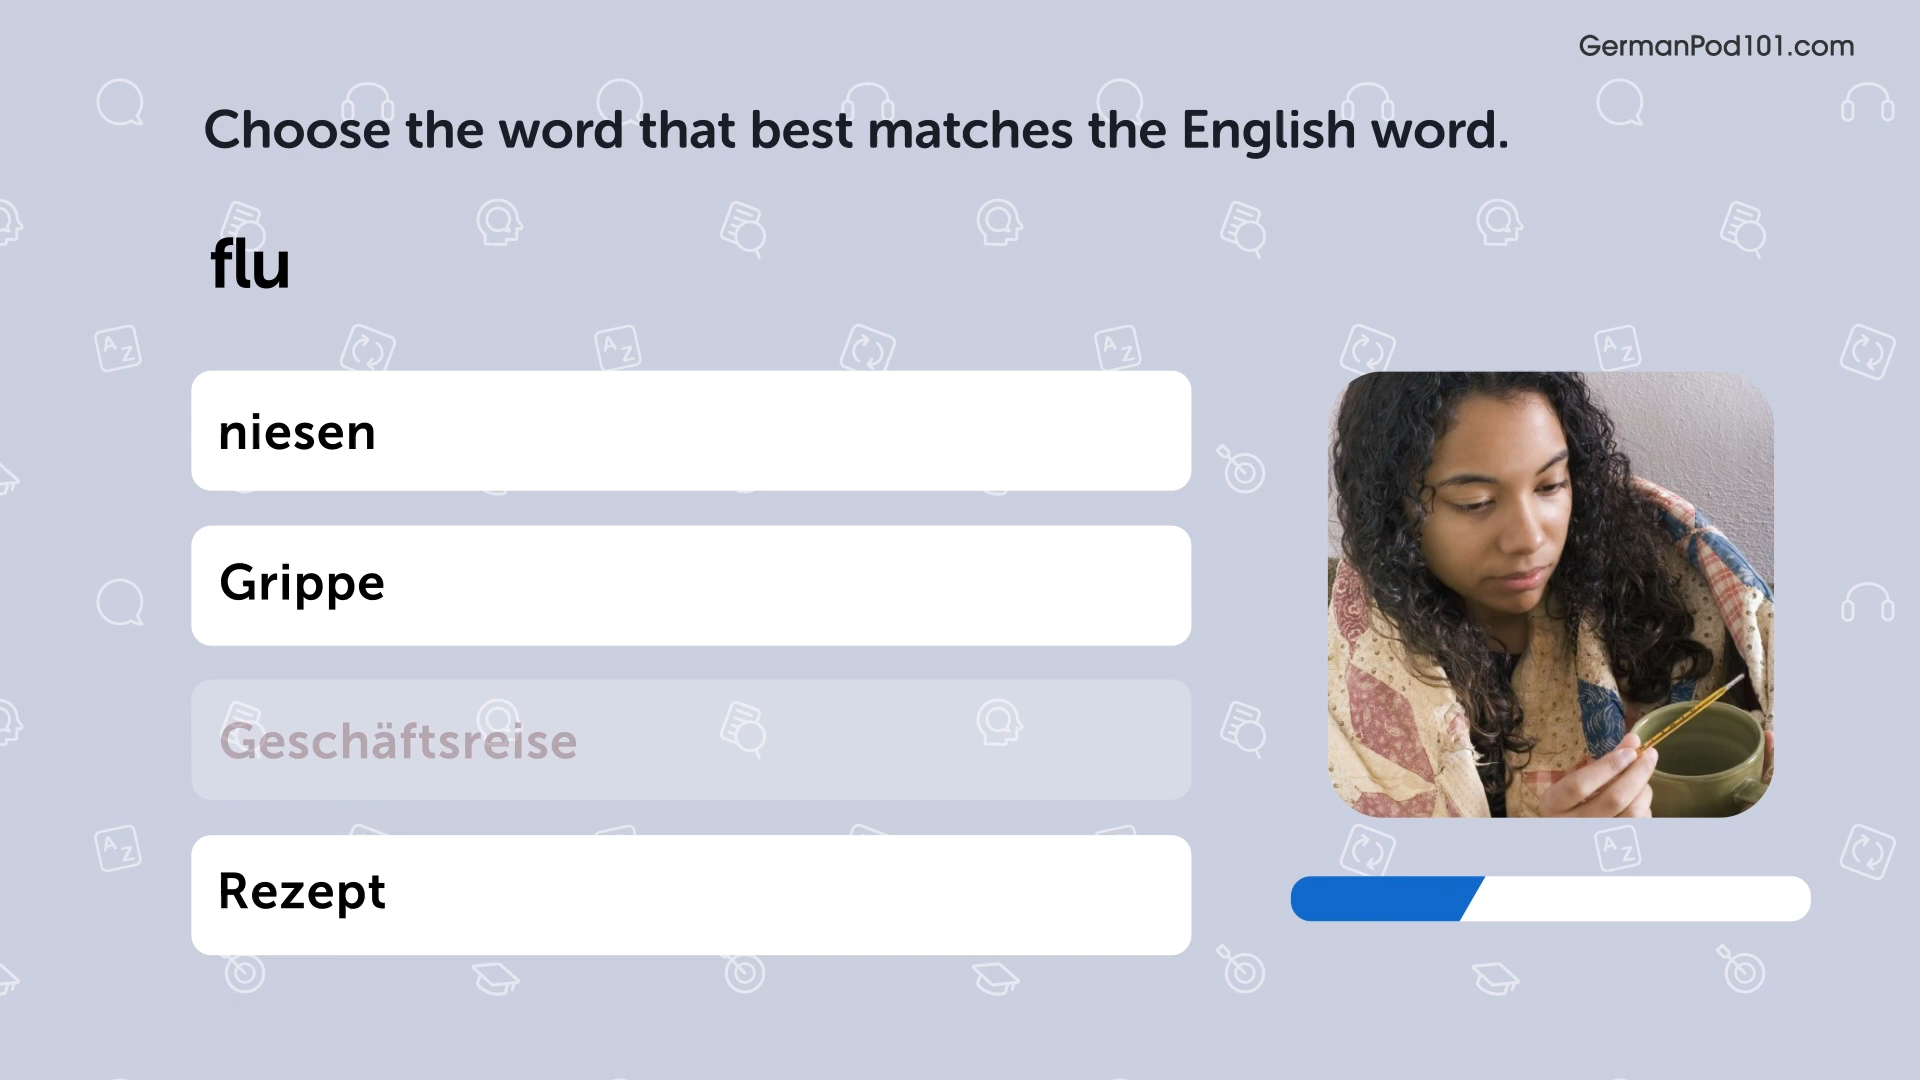 GermanPod101.com
Choose the word that best matches the English word.
flu
niesen
Grippe
Geschäftsreise
Rezept